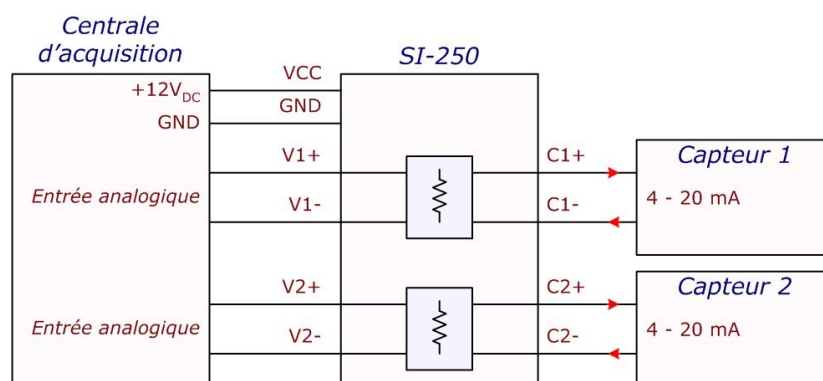 Centrale
d'acquisition
SI-250
+12VDC
VCC
GND
GND
V1+
C1+
Capteur 1
Entrée analogique
4 - 20 mA
V1-
C1-
V2+
C2+
Capteur 2
Entrée analogique
4 - 20 mA
V2-
C2-